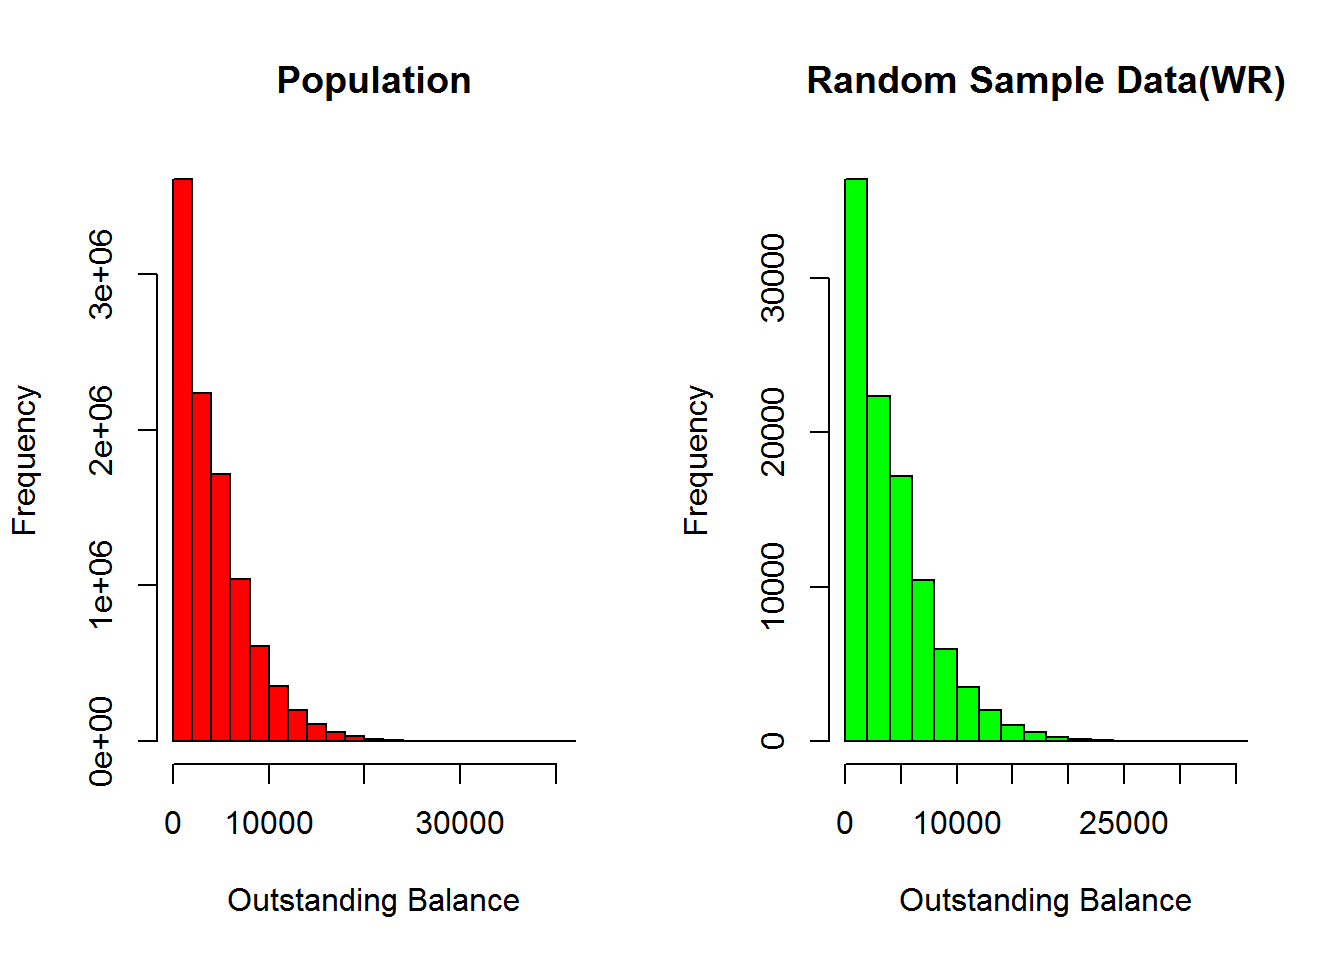 Population
Frequency
3e+06
2e+06
1e+06
0e+00
0 10000 30000
Outstanding Balance
Random Sample Data(WR)
Frequency
30000
20000
10000
0
0 10000 25000
Outstanding Balance